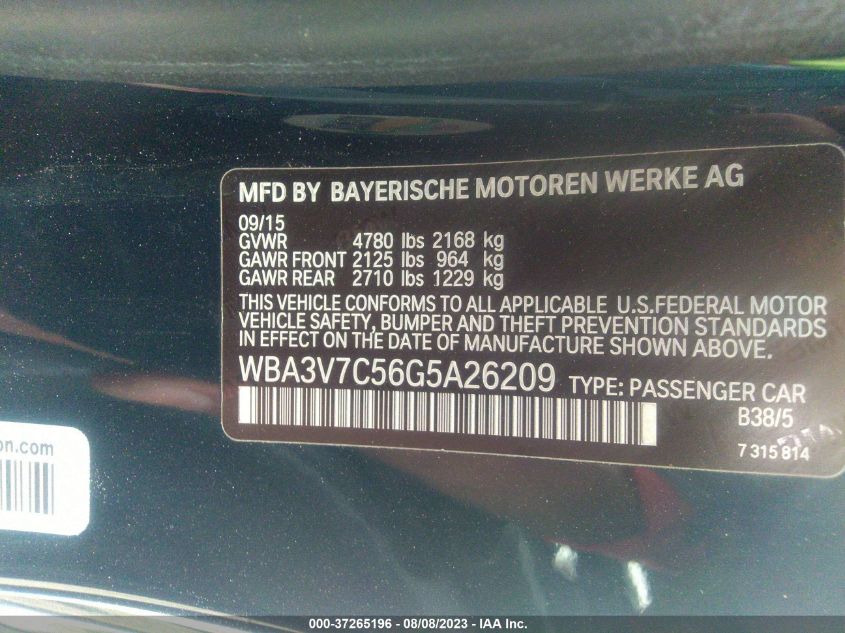 MFD BY BAYERISCHE MOTOREN WERKE AG
09/15
GVWR 4780 lbs 2168 kg
GAWR FRONT 2125 lbs 964 kg
GAWR REAR 2710 lbs 1229 kg
THIS VEHICLE CONFORMS TO ALL APPLICABLE U.S.FEDERAL MOTOR
VEHICLE SAFETY, BUMPER AND THEFT PREVENTION STANDARDS
IN EFFECT ON THE DATE OF MANUFACTURE SHOWN ABOVE.
WBA3V7C56G5A26209 TYPE: PASSENGER CAR
B38/5
7 315 814
on.com
000-37265196 - 08/08/2023 - IAA Inc.